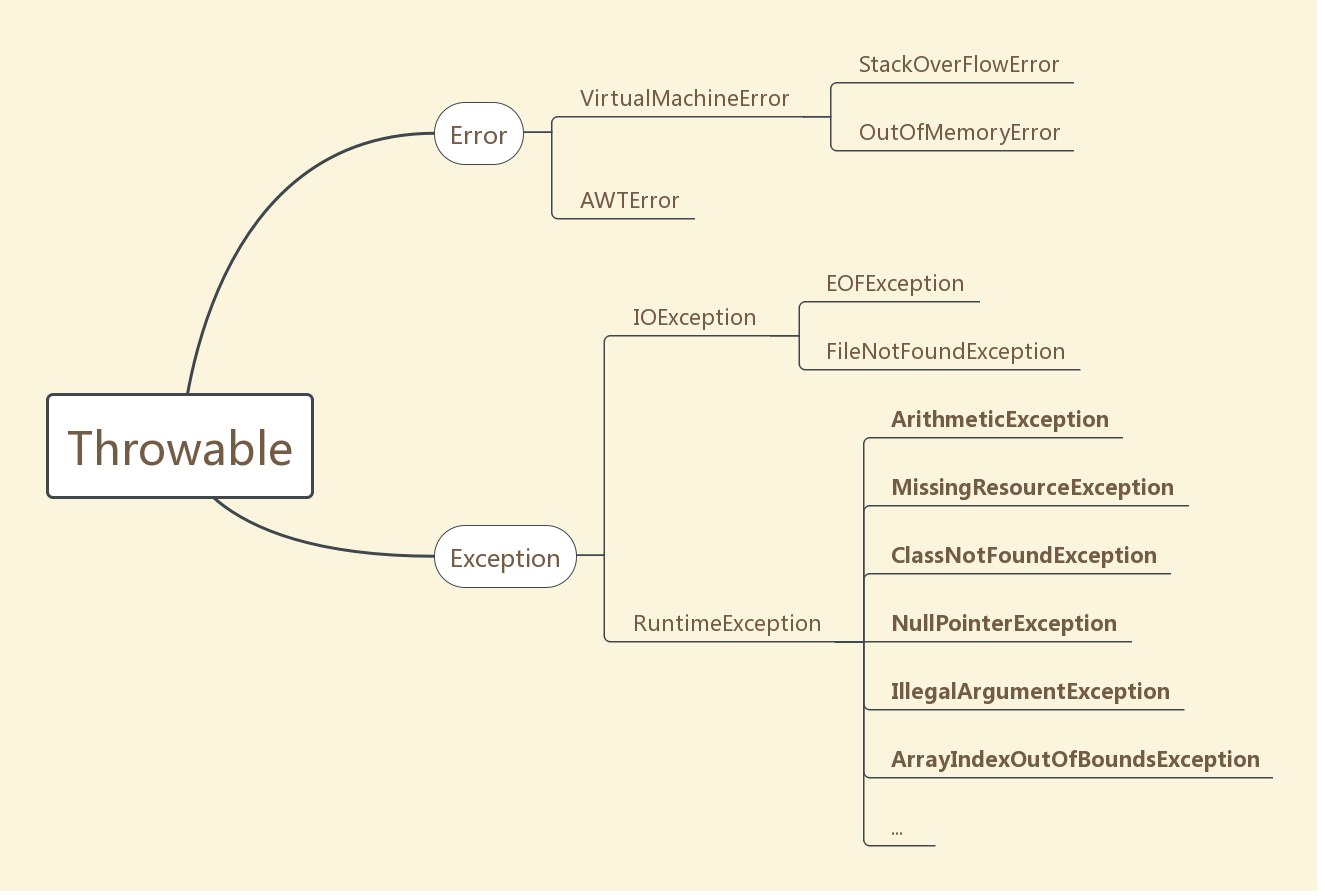 Throwable
Error
VirtualMachineError
StackOverFlowError
OutOfMemoryError
AWTError
Exception
IOException
EOFException
FileNotFoundException
RuntimeException
ArithmeticException
MissingResourceException
ClassNotFoundException
NullPointerException
IllegalArgumentException
ArrayIndexOutOfBoundsException
...